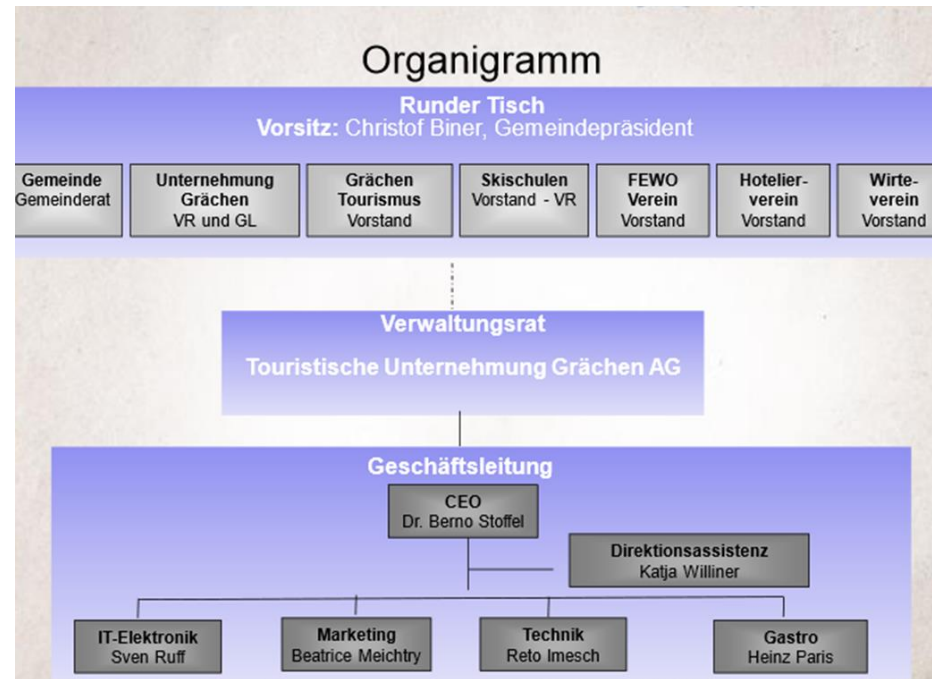 Organigramm
Runder Tisch
Vorsitz: Christof Biner, Gemeindepräsident
Gemeinde
Gemeinderat
Unternehmung
Grächen
VR und GL
Grächen
Tourismus
Vorstand
Skischulen
Vorstand - VR
FEWO
Verein
Vorstand
Hotelier-
verein
Vorstand
Wirte-
verein
Vorstand
Verwaltungsrat
Touristische Unternehmung Grächen AG
Geschäftsleitung
CEO
Dr. Berno Stoffel
Direktionsassistenz
Katja Williner
IT-Elektronik
Sven Ruff
Marketing
Beatrice Meichtry
Technik
Reto Imesch
Gastro
Heinz Paris